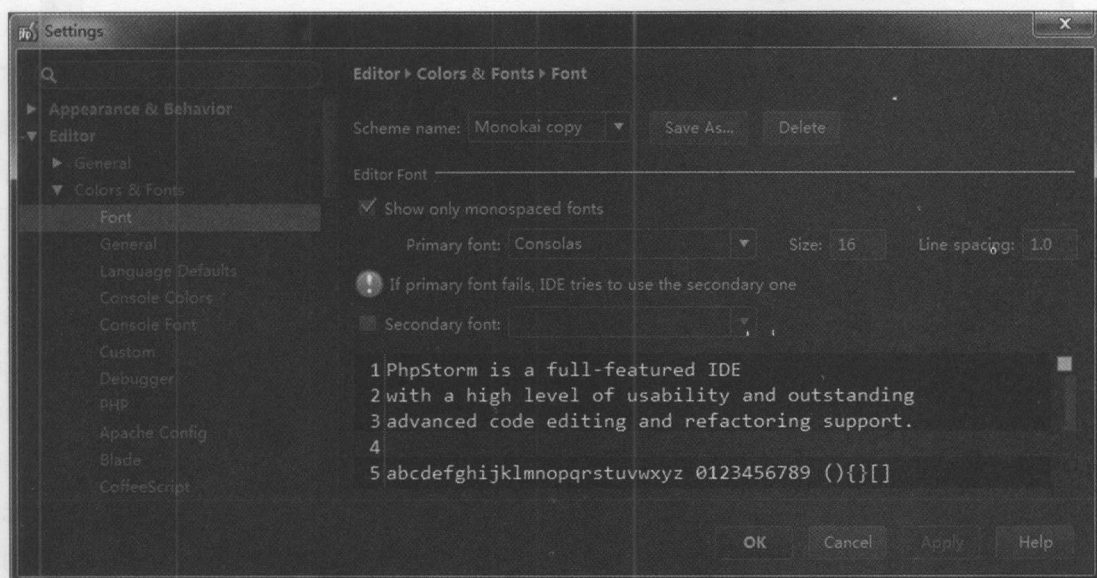 Settings
Appearance & Behavior
Editor
General
Colors & Fonts
Font
General
Language Defaults
Console Colors
Console Font
Custom
Debugger
PHP
Apache Config
Blade
CoffeeScript
Editor ▸ Colors & Fonts ▸ Font
Scheme name: Monokai copy Save As... Delete
Editor Font
Show only monospaced fonts
Primary font: Consolas Size: 16 Line spacing: 1.0
If primary font fails, IDE tries to use the secondary one
Secondary font:
1 PhpStorm is a full-featured IDE
2 with a high level of usability and outstanding
3 advanced code editing and refactoring support.
4
5 abcdefghijklmnopqrstuvwxyz 0123456789 (){}[]
OK Cancel Apply Help